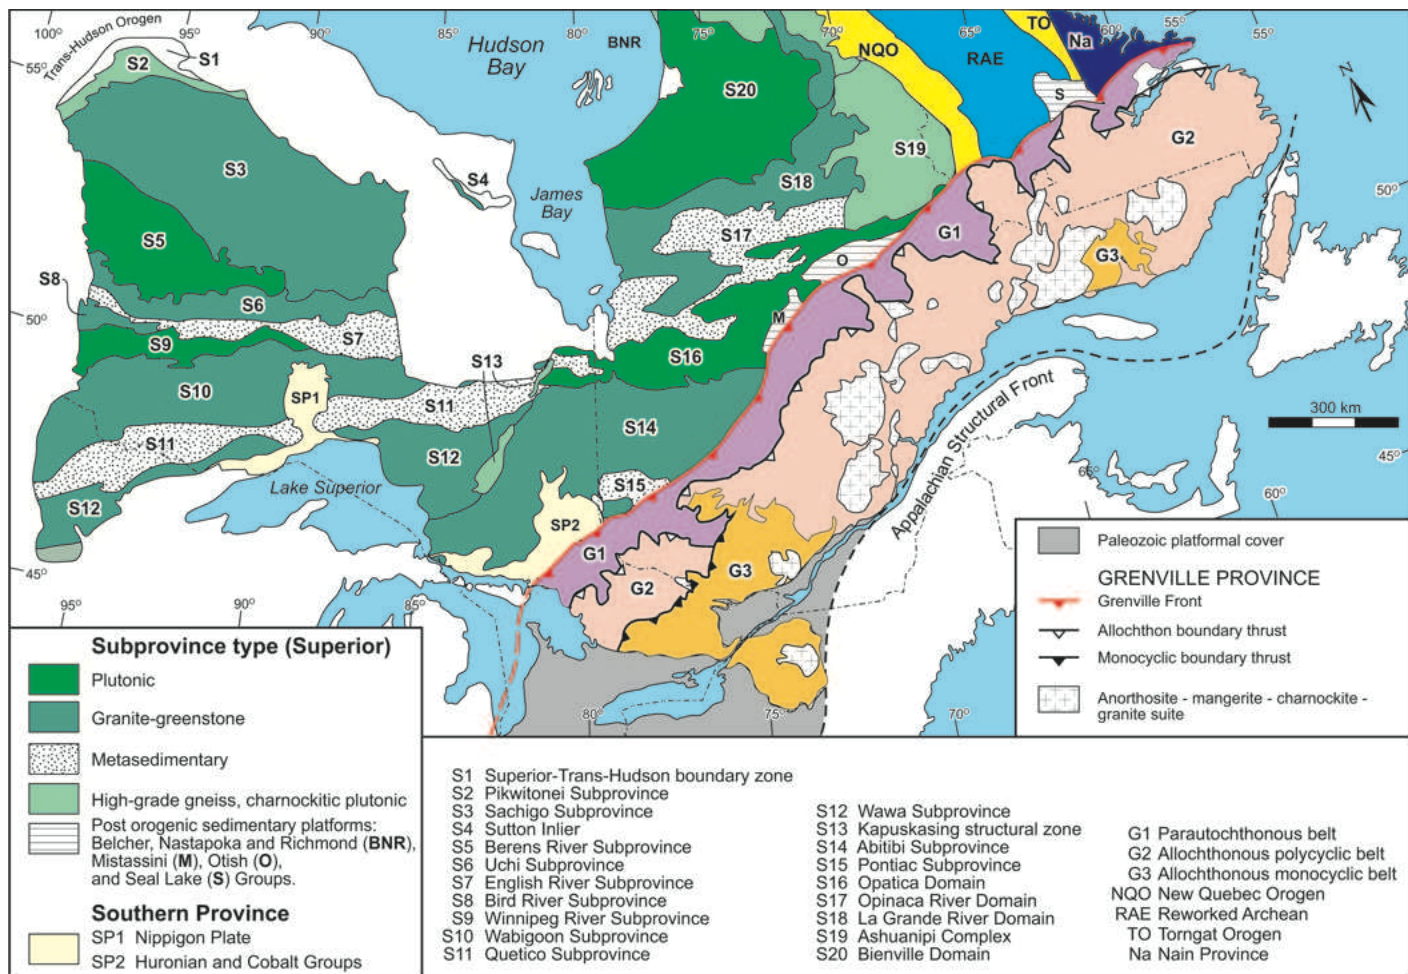 100°
Trans-Hudson Orogen
95°
90°
85°
80°
75°
70°
65°
60°
55°
55°
Hudson
Bay
BNR
NQO
RAE
TO
Na
S1
S2
S20
S
N
S3
S19
G2
S4
S18
James
Bay
50°
S5
S17
G1
O
G3
S8
S6
50°
M
S9
S7
S16
S13
S10
SP1
S11
300 km
S14
S11
S12
45°
Lake Superior
S15
65°
Appalachian Structural Front
60°
S12
SP2
G1
G3
G2
45°
95°
90°
85°
80°
75°
70°
Paleozoic platformal cover
GRENVILLE PROVINCE
Grenville Front
Allochthon boundary thrust
Monocyclic boundary thrust
Anorthosite - mangerite - charnockite -
granite suite
Subprovince type (Superior)
Plutonic
Granite-greenstone
Metasedimentary
High-grade gneiss, charnockitic plutonic
Post orogenic sedimentary platforms:
Belcher, Nastapoka and Richmond (BNR),
Mistassini (M), Otish (O),
and Seal Lake (S) Groups.
Southern Province
SP1 Nippigon Plate
SP2 Huronian and Cobalt Groups
S1 Superior-Trans-Hudson boundary zone
S2 Pikwitonei Subprovince
S3 Sachigo Subprovince
S4 Sutton Inlier
S5 Berens River Subprovince
S6 Uchi Subprovince
S7 English River Subprovince
S8 Bird River Subprovince
S9 Winnipeg River Subprovince
S10 Wabigoon Subprovince
S11 Quetico Subprovince
S12 Wawa Subprovince
S13 Kapuskasing structural zone
S14 Abitibi Subprovince
S15 Pontiac Subprovince
S16 Opatica Domain
S17 Opinaca River Domain
S18 La Grande River Domain
S19 Ashuanipi Complex
S20 Bienville Domain
G1 Parautochthonous belt
G2 Allochthonous polycyclic belt
G3 Allochthonous monocyclic belt
NQO New Quebec Orogen
RAE Reworked Archean
TO Torngat Orogen
Na Nain Province